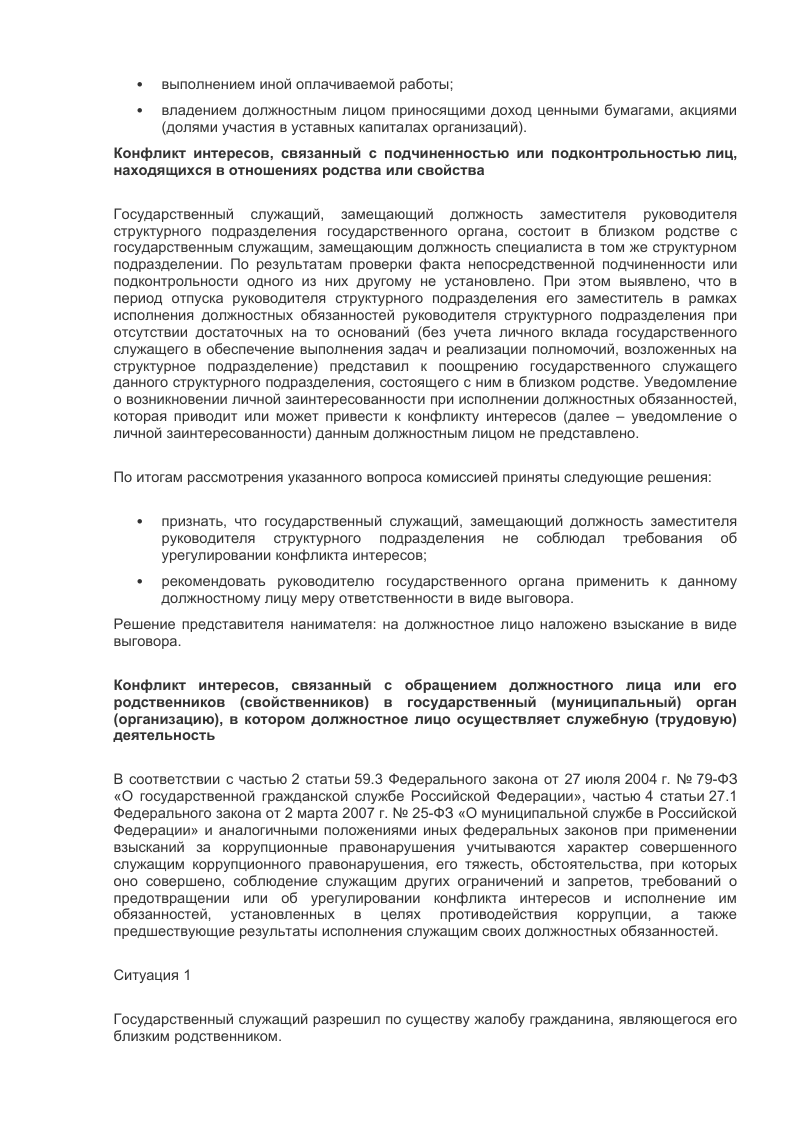 • выполнением иной оплачиваемой работы;
• владением должностным лицом приносящими доход ценными бумагами, акциями
(долями участия в уставных капиталах организаций).
Конфликт интересов, связанный с подчиненностью или подконтрольностью лиц,
находящихся в отношениях родства или свойства
Государственный служащий, замещающий должность заместителя руководителя
структурного подразделения государственного органа, состоит в близком родстве с
государственным служащим, замещающим должность специалиста в том же структурном
подразделении. По результатам проверки факта непосредственной подчиненности или
подконтрольности одного из них другому не установлено. При этом выявлено, что в
период отпуска руководителя структурного подразделения его заместитель в рамках
исполнения должностных обязанностей руководителя структурного подразделения при
отсутствии достаточных на то оснований (без учета личного вклада государственного
служащего в обеспечение выполнения задач и реализации полномочий, возложенных на
структурное подразделение) представил к поощрению государственного служащего
данного структурного подразделения, состоящего с ним в близком родстве. Уведомление
о возникновении личной заинтересованности при исполнении должностных обязанностей,
которая приводит или может привести к конфликту интересов (далее – уведомление о
личной заинтересованности) данным должностным лицом не представлено.
По итогам рассмотрения указанного вопроса комиссией приняты следующие решения:
• признать, что государственный служащий, замещающий должность заместителя
руководителя структурного подразделения не соблюдал требования об
урегулировании конфликта интересов;
• рекомендовать руководителю государственного органа применить к данному
должностному лицу меру ответственности в виде выговора.
Решение представителя нанимателя: на должностное лицо наложено взыскание в виде
выговора.
Конфликт интересов, связанный с обращением должностного лица или его
родственников (свойственников) в государственный (муниципальный) орган
(организацию), в котором должностное лицо осуществляет служебную (трудовую)
деятельность
В соответствии с частью 2 статьи 59.3 Федерального закона от 27 июля 2004 г. № 79-ФЗ
«О государственной гражданской службе Российской Федерации», частью 4 статьи 27.1
Федерального закона от 2 марта 2007 г. № 25-ФЗ «О муниципальной службе в Российской
Федерации» и аналогичными положениями иных федеральных законов при применении
взысканий за коррупционные правонарушения учитываются характер совершенного
служащим коррупционного правонарушения, его тяжесть, обстоятельства, при которых
оно совершено, соблюдение служащим других ограничений и запретов, требований о
предотвращении или об урегулировании конфликта интересов и исполнение им
обязанностей, установленных в целях противодействия коррупции, а также
предшествующие результаты исполнения служащим своих должностных обязанностей.
Ситуация 1
Государственный служащий разрешил по существу жалобу гражданина, являющегося его
близким родственником.